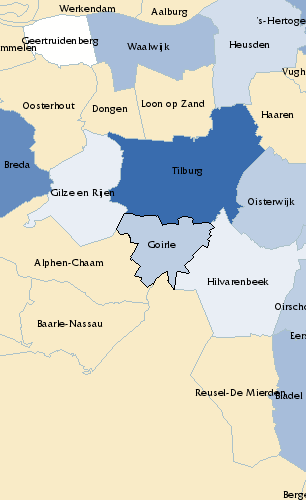 Werkendam
Aalburg
's-Hertoge
Geertruidenberg
mmelen
Waalwijk
Heusden
Vugh
Oosterhout
Dongen
Loon op Zand
Haaren
Breda
Tilburg
Gilze en Rijen
Oisterwijk
Goirle
Alphen-Chaam
Hilvarenbeek
Oirscho
Baarle-Nassau
Eers
Reusel-De Mierden
Bladel
Berge